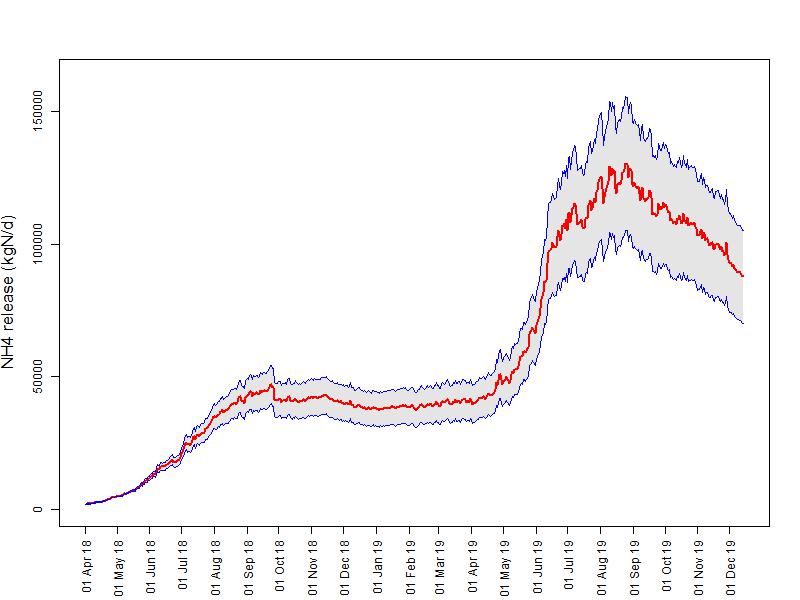 NH4 release (kgN/d)
150000
100000
50000
0
01 Apr 18
01 May 18
01 Jun 18
01 Jul 18
01 Aug 18
01 Sep 18
01 Oct 18
01 Nov 18
01 Dec 18
01 Jan 19
01 Feb 19
01 Mar 19
01 Apr 19
01 May 19
01 Jun 19
01 Jul 19
01 Aug 19
01 Sep 19
01 Oct 19
01 Nov 19
01 Dec 19